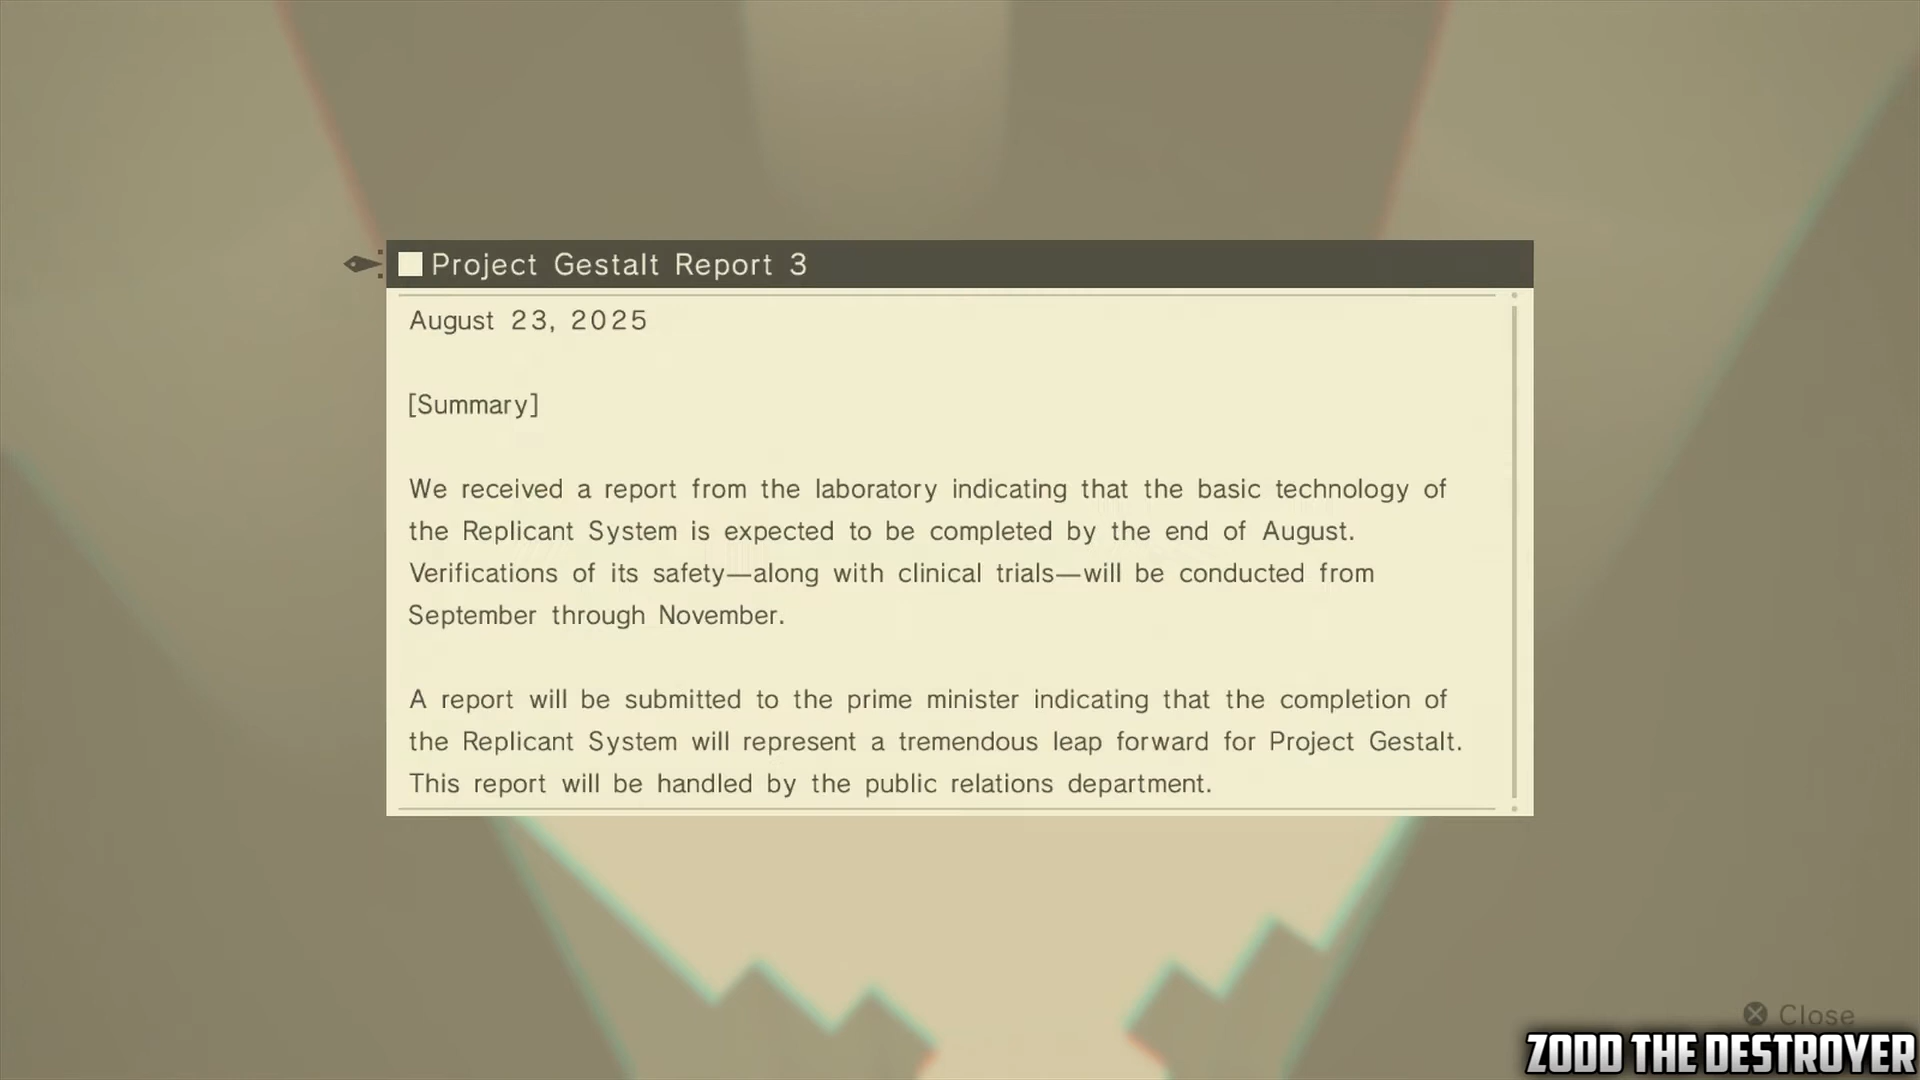 Project Gestalt Report 3
August 23, 2025
[Summary]
We received a report from the laboratory indicating that the basic technology of
the Replicant System is expected to be completed by the end of August.
Verifications of its safety—along with clinical trials—will be conducted from
September through November.
A report will be submitted to the prime minister indicating that the completion of
the Replicant System will represent a tremendous leap forward for Project Gestalt.
This report will be handled by the public relations department.
Close
ZODD THE DESTROYER